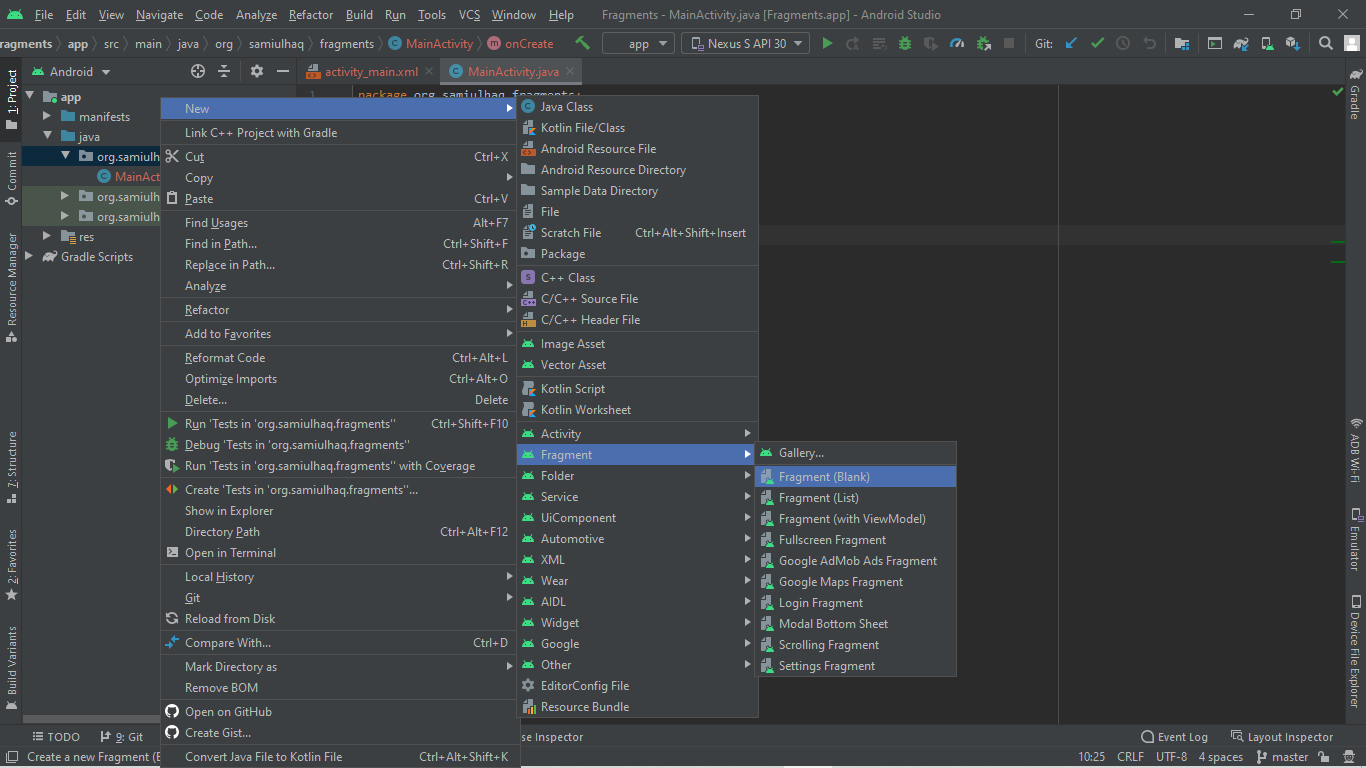 File Edit View Navigate Code Analyze Refactor Build Run Tools VCS Window Help Fragments - MainActivity.java [Fragments.app] - Android Studio
ragments app src main java org samiulhaq fragments MainActivity onCreate app Nexus S API 30 Git:
1: Project
Commit
Resource Manager
7: Structure
2: Favorites
Build Variants
Android
app
manifests
java
org.samiulh
MainAct
org.samiulh
org.samiulh
res
Gradle Scripts
activity_main.xml MainActivity.java
1 package org.samiulhaq.fragments;
New
Link C++ Project with Gradle
Cut Ctrl+X
Copy
Paste Ctrl+V
Find Usages Alt+F7
Find in Path... Ctrl+Shift+F
Replace in Path... Ctrl+Shift+R
Analyze
Refactor
Add to Favorites
Reformat Code Ctrl+Alt+L
Optimize Imports Ctrl+Alt+O
Delete... Delete
Run 'Tests in 'org.samiulhaq.fragments'' Ctrl+Shift+F10
Debug 'Tests in 'org.samiulhaq.fragments''
Run 'Tests in 'org.samiulhaq.fragments'' with Coverage
Create 'Tests in 'org.samiulhaq.fragments''...
Show in Explorer
Directory Path Ctrl+Alt+F12
Open in Terminal
Local History
Git
Reload from Disk
Compare With... Ctrl+D
Mark Directory as
Remove BOM
Open on GitHub
Create Gist...
Convert Java File to Kotlin File Ctrl+Alt+Shift+K
Java Class
Kotlin File/Class
Android Resource File
Android Resource Directory
Sample Data Directory
File
Scratch File Ctrl+Alt+Shift+Insert
Package
C++ Class
C/C++ Source File
C/C++ Header File
Image Asset
Vector Asset
Kotlin Script
Kotlin Worksheet
Activity
Fragment
Folder
Service
UiComponent
Automotive
XML
Wear
AIDL
Widget
Google
Other
EditorConfig File
Resource Bundle
Gallery...
Fragment (Blank)
Fragment (List)
Fragment (with ViewModel)
Fullscreen Fragment
Google AdMob Ads Fragment
Google Maps Fragment
Login Fragment
Modal Bottom Sheet
Scrolling Fragment
Settings Fragment
Gradle
ADB Wi-Fi
Emulator
Device File Explorer
TODO 9: Git se Inspector Event Log Layout Inspector
Create a new Fragment (B 10:25 CRLF UTF-8 4 spaces master